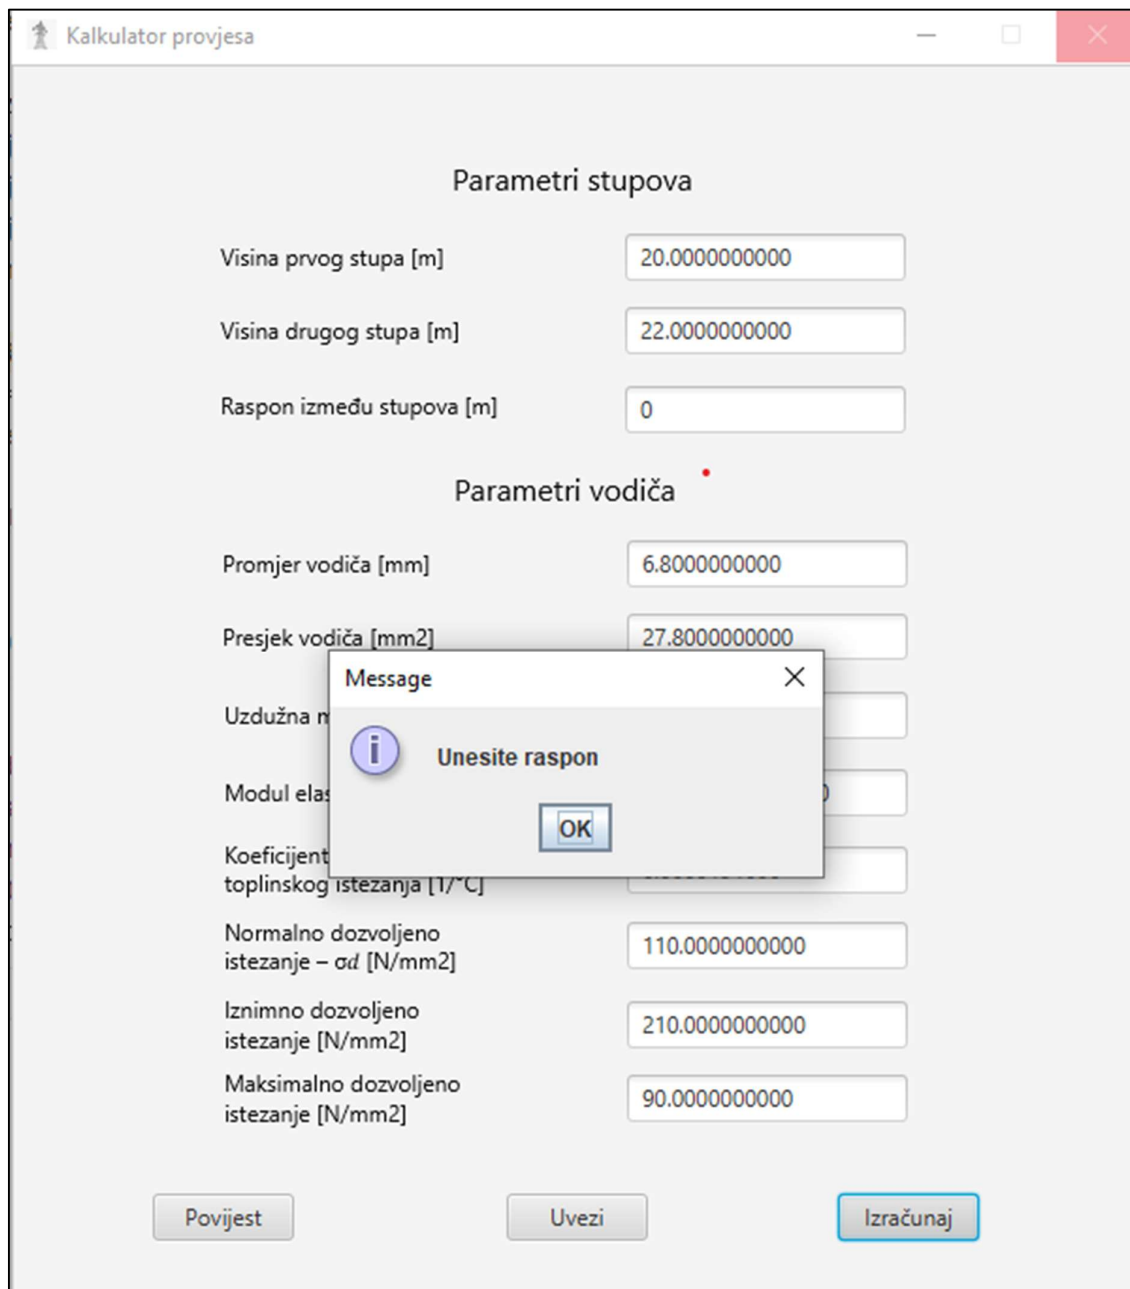 Kalkulator provjesa
Parametri stupova
Visina prvog stupa [m]
20.0000000000
Visina drugog stupa [m]
22.0000000000
Raspon između stupova [m]
0
Parametri vodiča
Promjer vodiča [mm]
6.8000000000
Presjek vodiča [mm2]
27.8000000000
Message
Uzdužna
Unesite raspon
Modul
OK
Koeficijent
toplinskog istezanja [1/°C]
Normalno dozvoljeno
istezanje – σd [N/mm2]
110.0000000000
Iznimno dozvoljeno
istezanje [N/mm2]
210.0000000000
Maksimalno dozvoljeno
istezanje [N/mm2]
90.0000000000
Povijest
Uvezi
Izračunaj